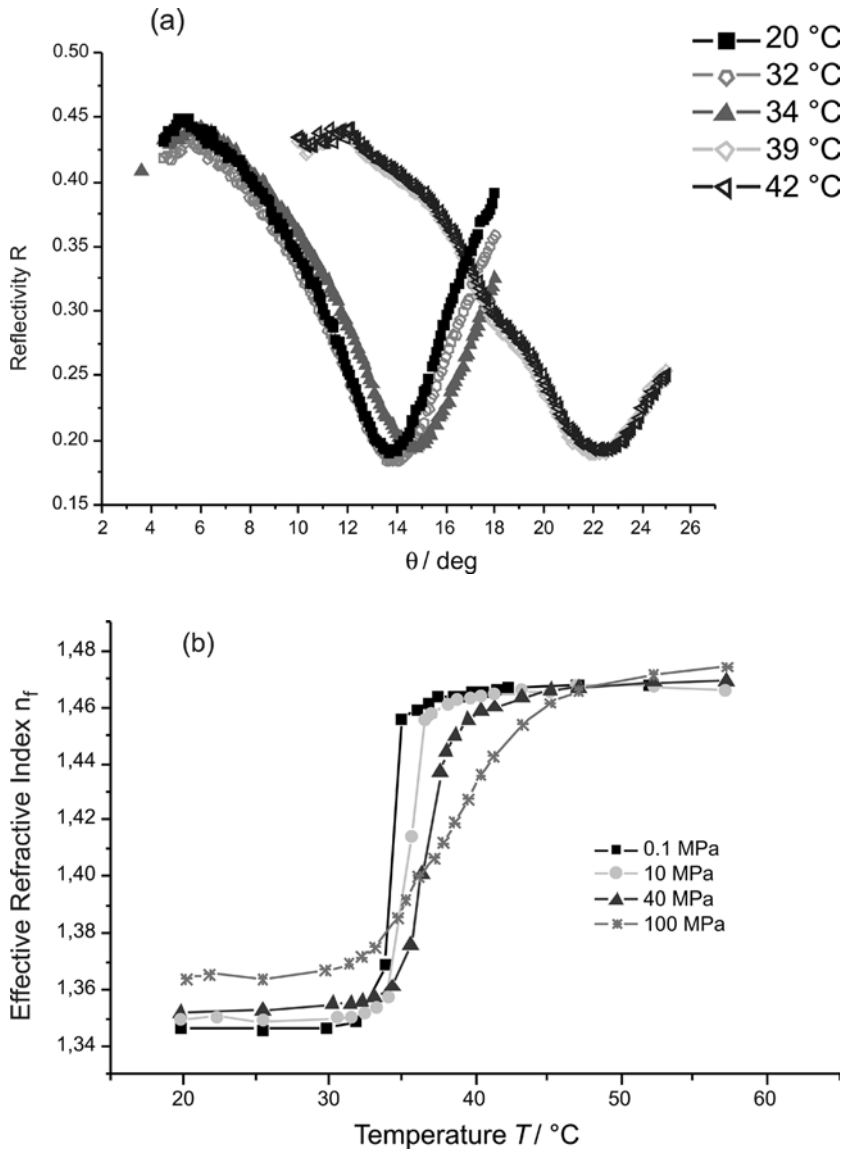 (a)
20 °C
32 °C
34 °C
39 °C
42 °C
0.50
0.45
0.40
0.35
0.30
0.25
0.20
0.15
Reflectivity R
2 4 6 8 10 12 14 16 18 20 22 24 26
θ / deg
(b)
1,48
1,46
1,44
1,42
1,40
1,38
1,36
1,34
Effective Refractive Index nf
0.1 MPa
10 MPa
40 MPa
100 MPa
20 30 40 50 60
Temperature T / °C